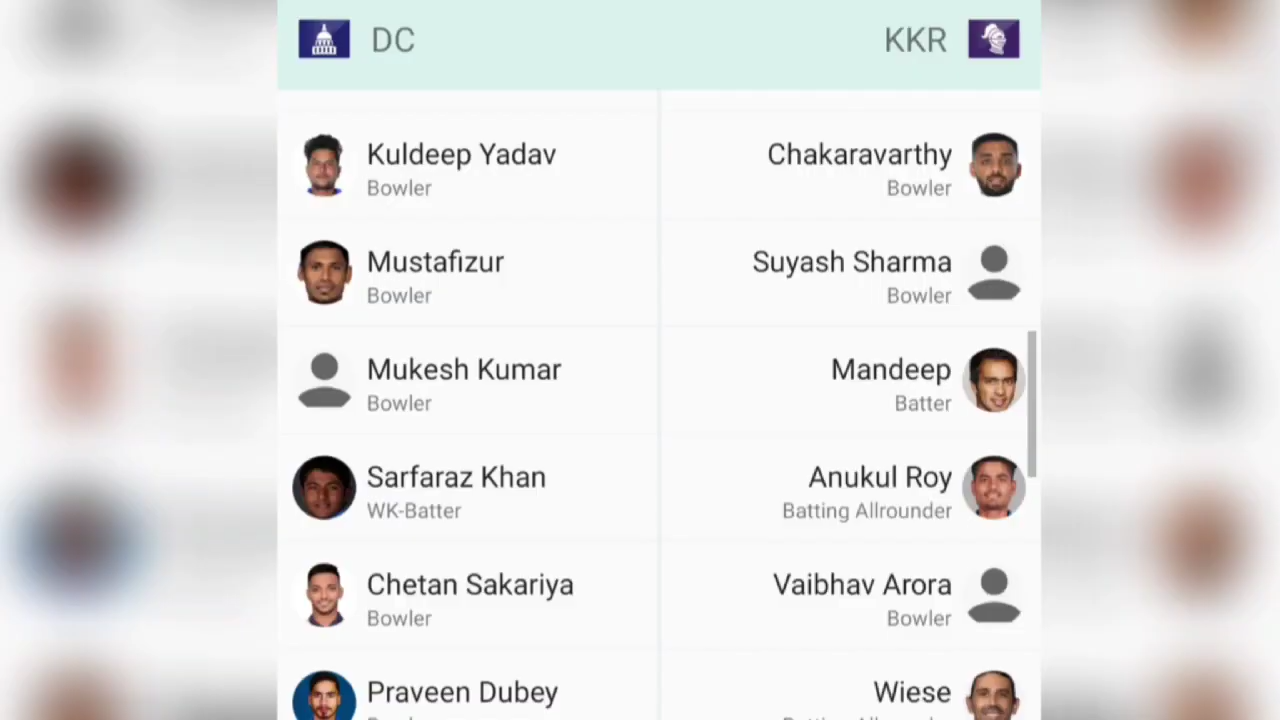 DC KKR
Kuldeep Yadav Chakaravarthy
Bowler Bowler
Mustafizur Suyash Sharma
Bowler Bowler
Mukesh Kumar Mandeep
Bowler Batter
Sarfaraz Khan Anukul Roy
WK-Batter Batting Allrounder
Chetan Sakariya Vaibhav Arora
Bowler Bowler
Praveen Dubey Wiese